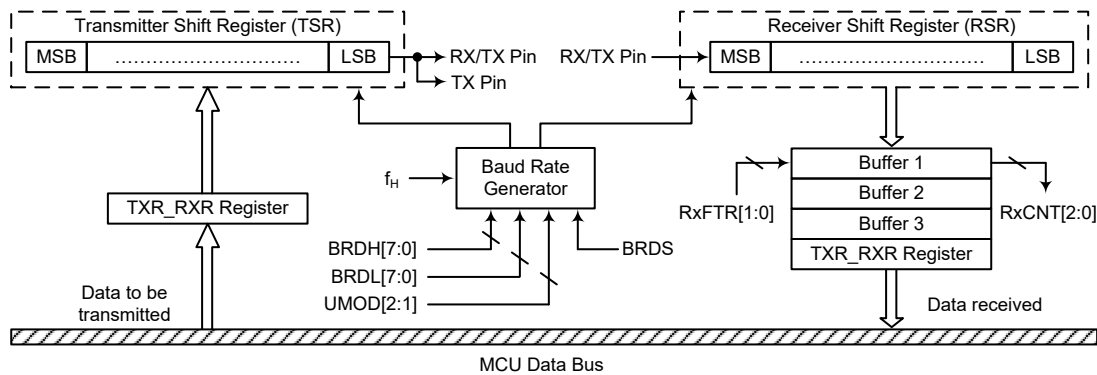 Transmitter Shift Register (TSR)
MSB
..............................
LSB
RX/TX Pin
TX Pin
RX/TX Pin
Receiver Shift Register (RSR)
MSB
..............................
LSB
Baud Rate
Generator
fH
BRDH[7:0]
BRDL[7:0]
UMOD[2:1]
BRDS
TXR_RXR Register
Data to be
transmitted
Buffer 1
Buffer 2
Buffer 3
TXR_RXR Register
RxFTR[1:0]
RxCNT[2:0]
Data received
MCU Data Bus